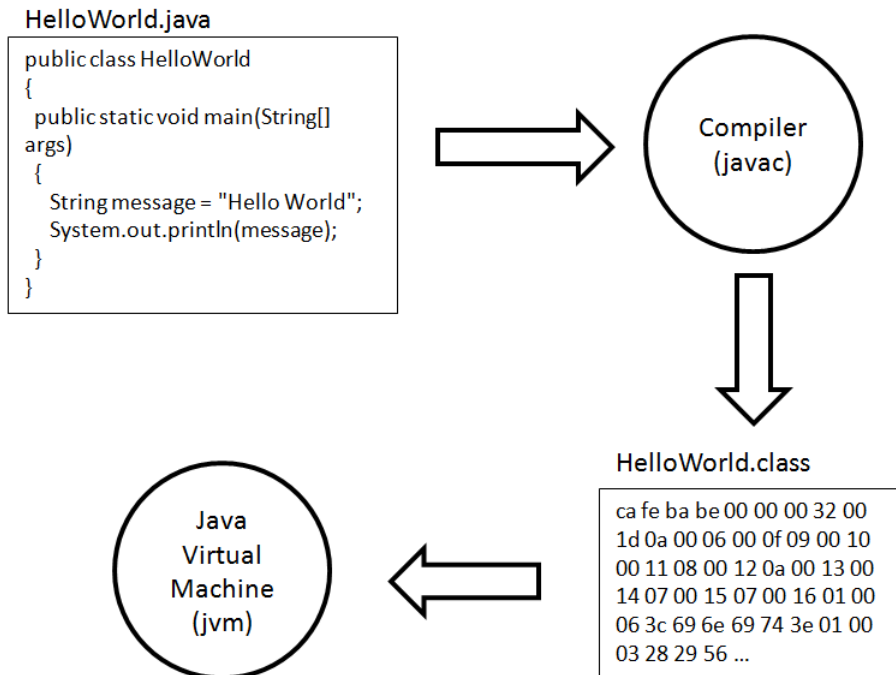 HelloWorld.java
public class HelloWorld
{
public static void main(String[]
args)
{
String message = "Hello World";
System.out.println(message);
}
}
Compiler
(javac)
HelloWorld.class
ca fe ba be 00 00 00 32 00
1d 0a 00 06 00 0f 09 00 10
00 11 08 00 12 0a 00 13 00
14 07 00 15 07 00 16 01 00
06 3c 69 6e 69 74 3e 01 00
03 28 29 56 ...
Java
Virtual
Machine
(jvm)